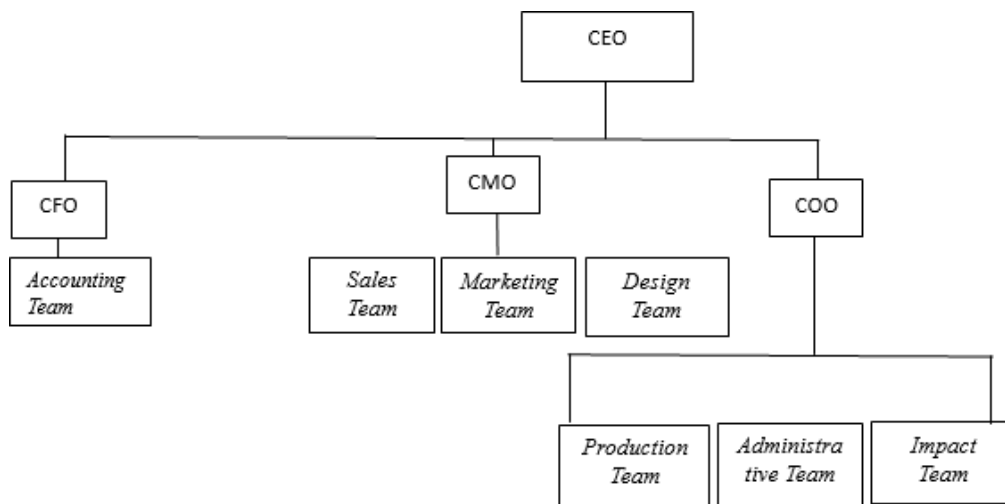 CEO
CFO
CMO
COO
Accounting
Team
Sales
Team
Marketing
Team
Design
Team
Production
Team
Administra
tive Team
Impact
Team